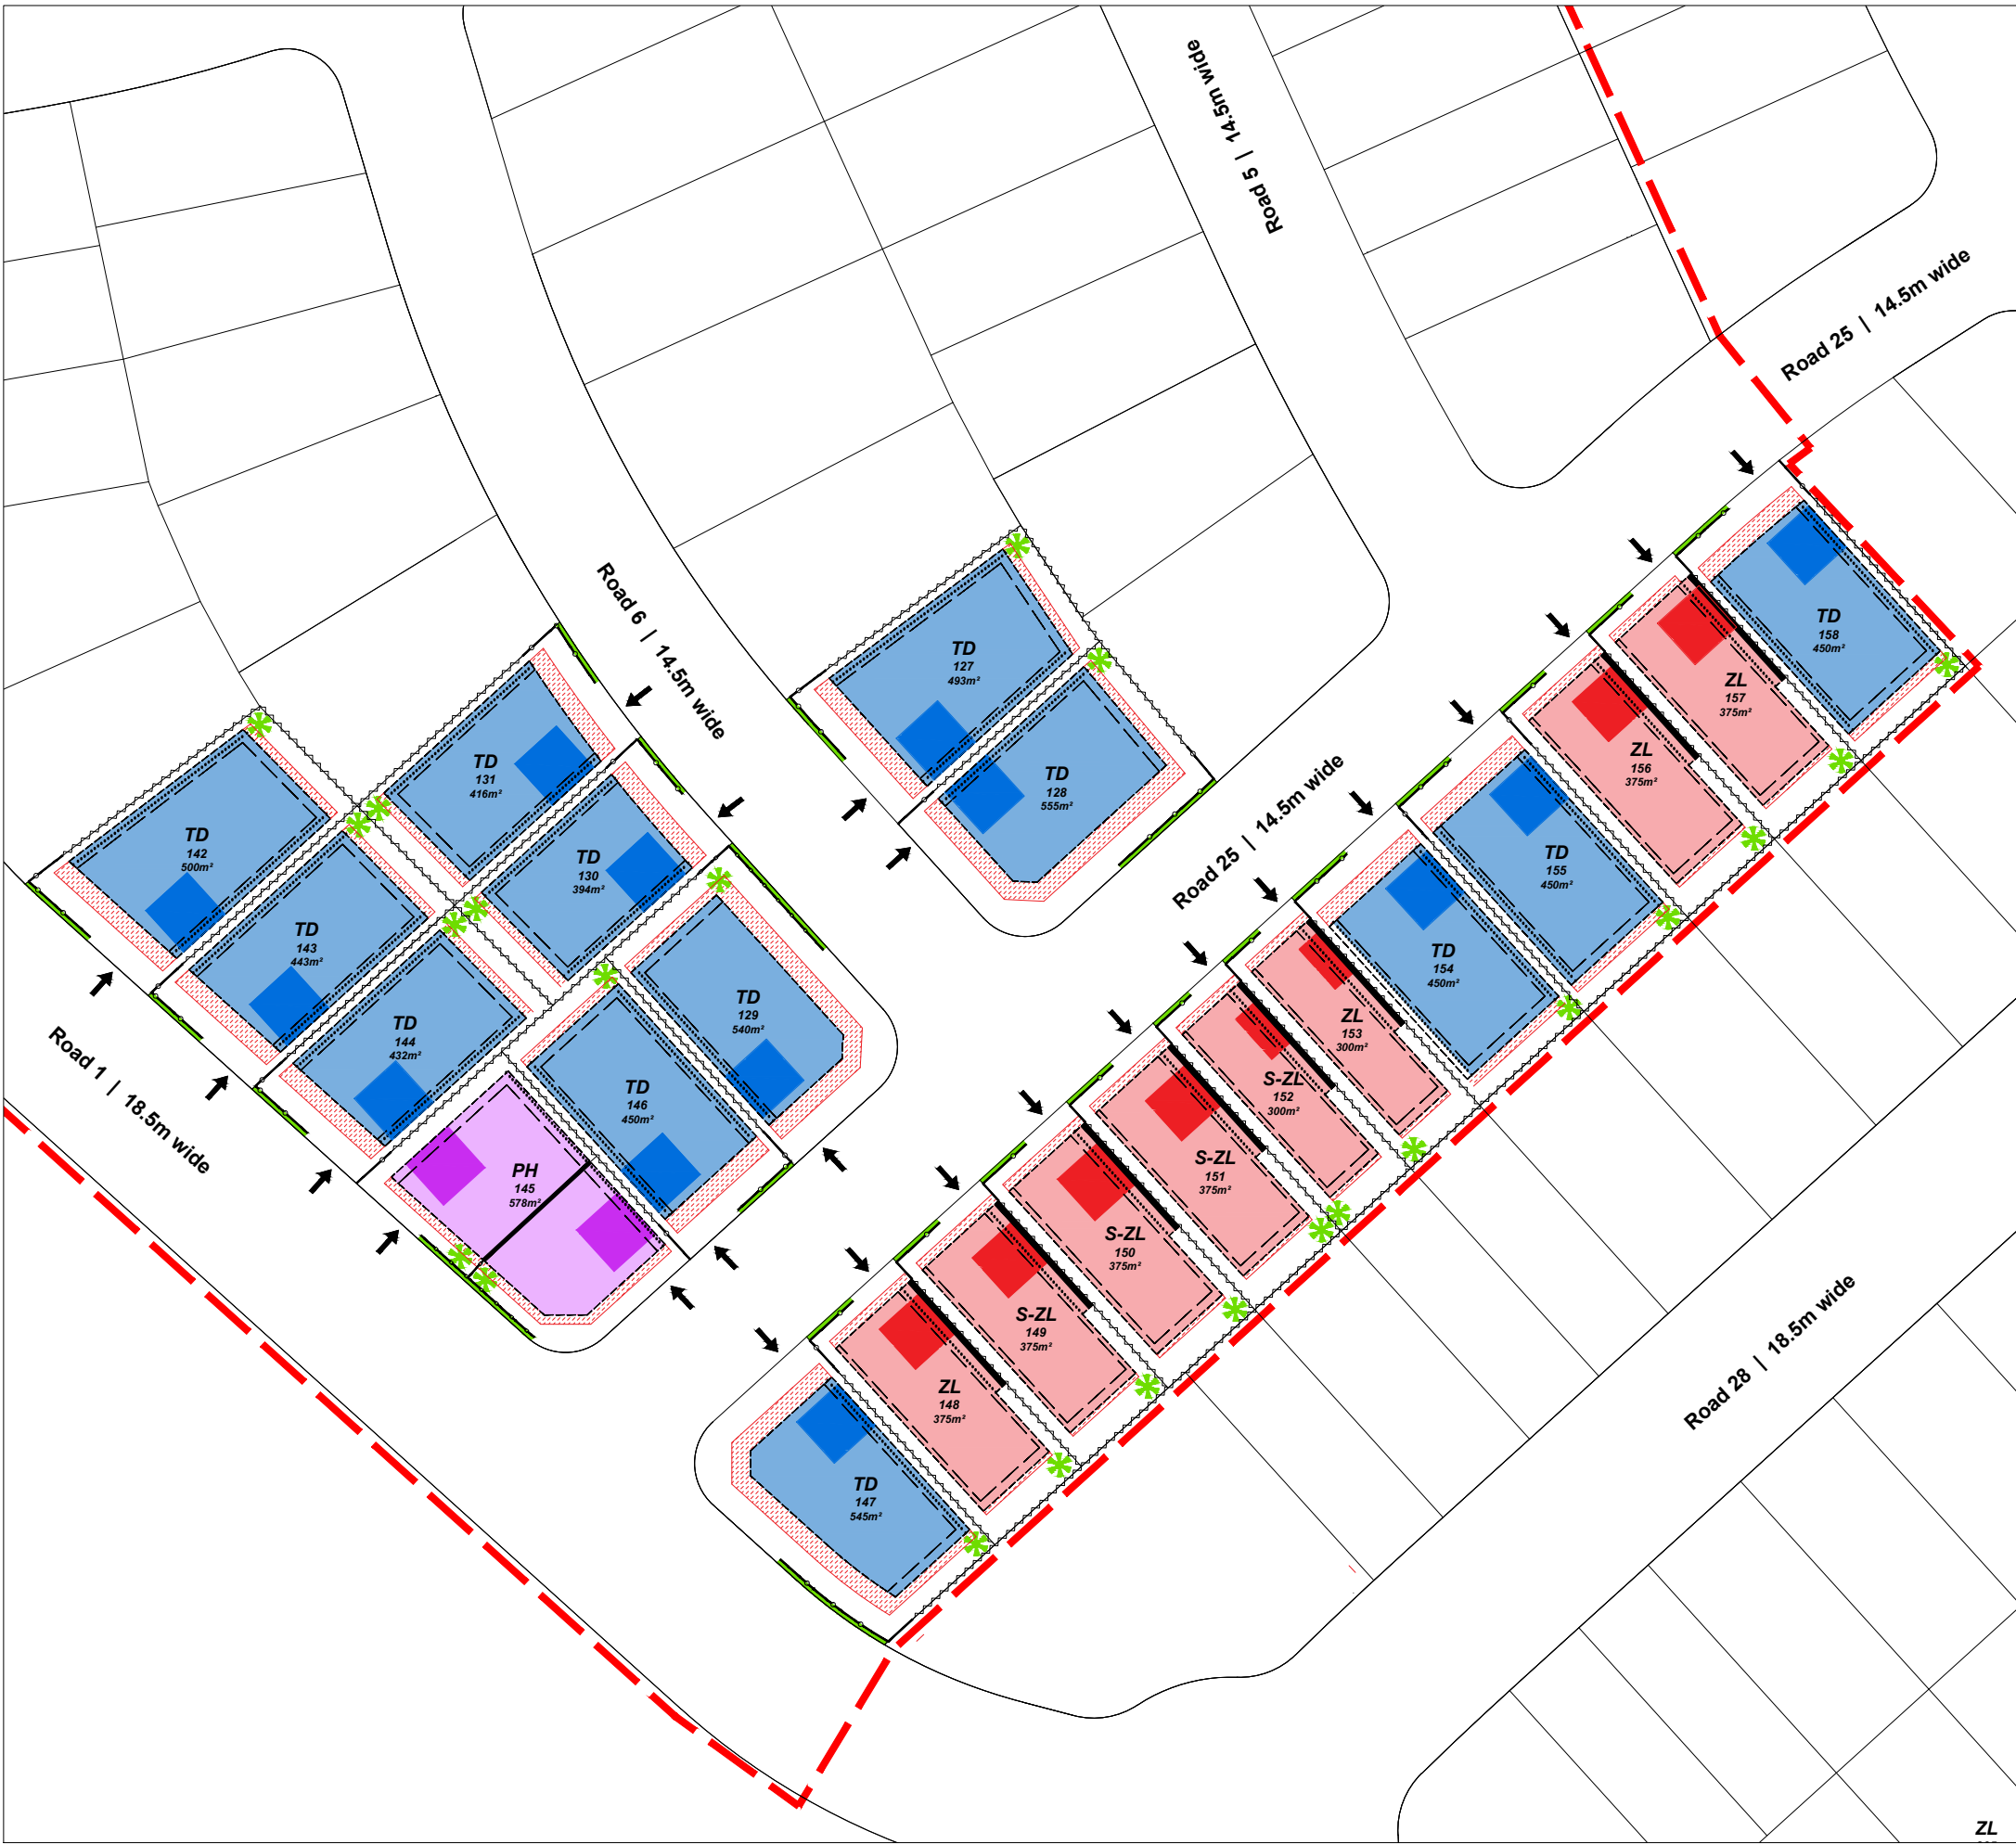 Road 5 | 14.5m wide
Road 25 | 14.5m wide
Road 6 | 14.5m wide
TD
127
493m²
TD
128
555m²
TD
158
450m²
ZL
157
375m²
ZL
156
375m²
TD
131
416m²
TD
130
394m²
TD
142
500m²
TD
143
443m²
TD
144
432m²
TD
129
540m²
TD
146
450m²
PH
145
578m²
Road 1 | 18.5m wide
Road 25 | 14.5m wide
TD
155
450m²
TD
154
450m²
ZL
153
300m²
S-ZL
152
300m²
S-ZL
151
375m²
S-ZL
150
375m²
S-ZL
149
375m²
ZL
148
375m²
TD
147
545m²
Road 28 | 18.5m wide
ZL